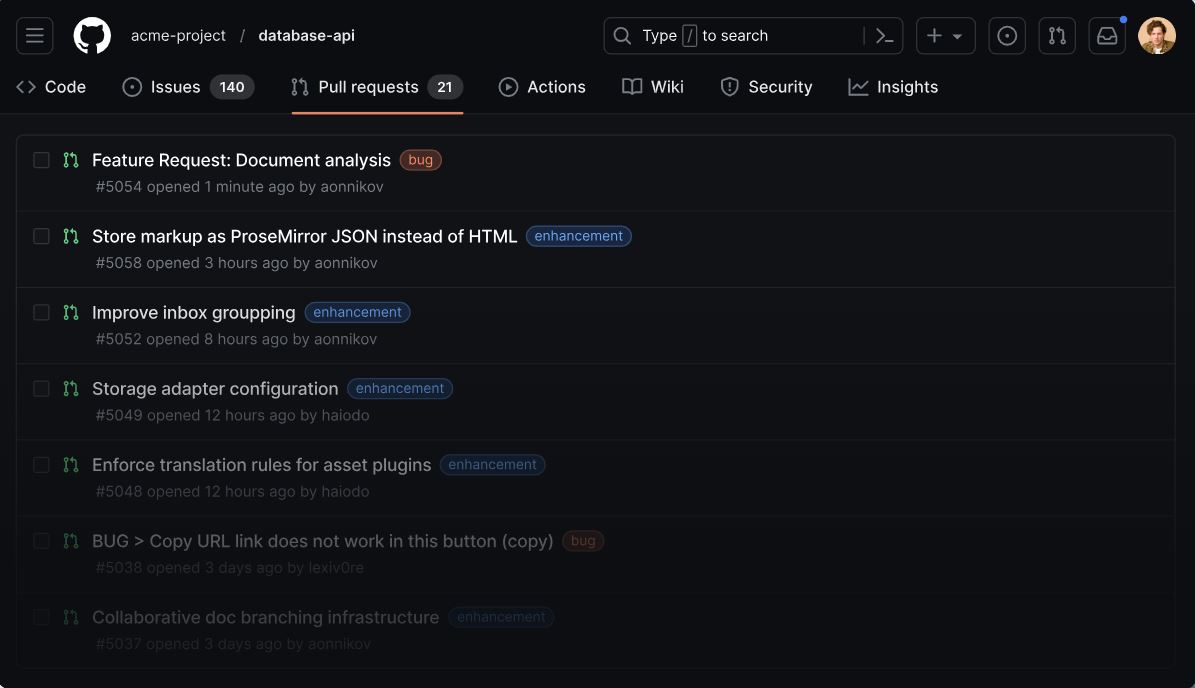 acme-project / database-api
Type / to search
Code
Issues 140
Pull requests 21
Actions
Wiki
Security
Insights
Feature Request: Document analysis bug
#5054 opened 1 minute ago by aonnikov
Store markup as ProseMirror JSON instead of HTML enhancement
#5058 opened 3 hours ago by aonnikov
Improve inbox groupping enhancement
#5052 opened 8 hours ago by aonnikov
Storage adapter configuration enhancement
#5049 opened 12 hours ago by haiodo
Enforce translation rules for asset plugins enhancement
#5048 opened 12 hours ago by haiodo
BUG > Copy URL link does not work in this button (copy) bug
#5038 opened 3 days ago by lexiv0re
Collaborative doc branching infrastructure enhancement
#5037 opened 3 days ago by aonnikov